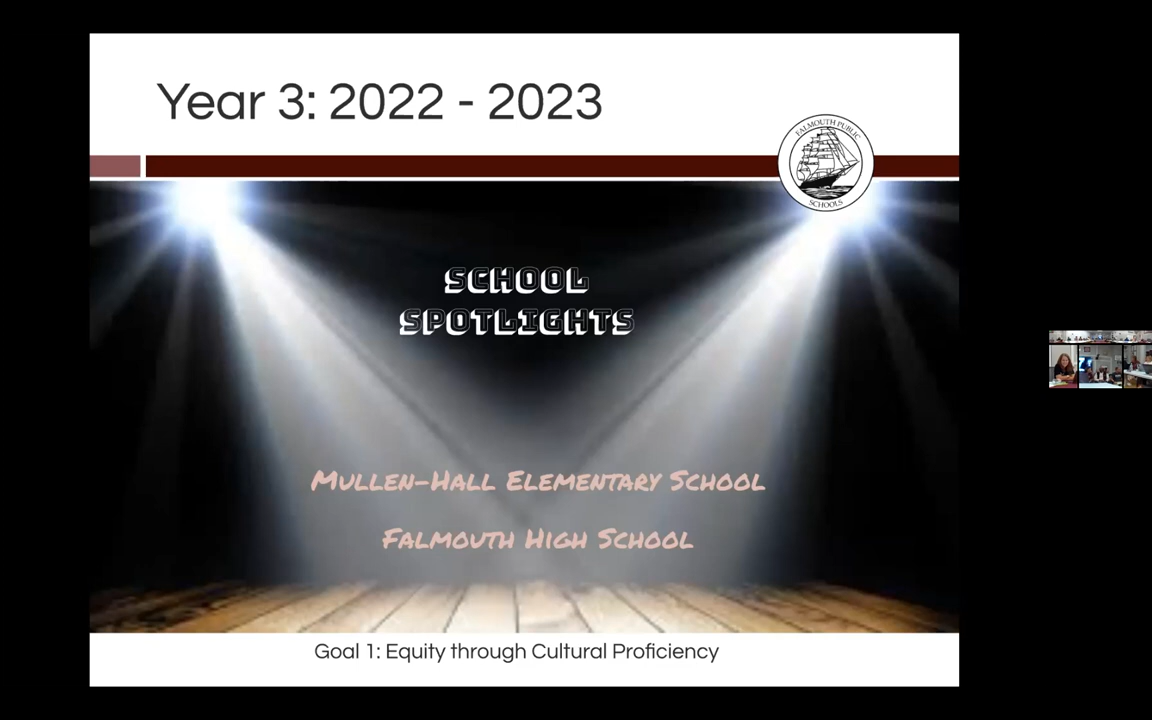 Year 3: 2022 - 2023
FALMOUTH PUBLIC
SCHOOLS
SCHOOL
SPOTLIGHTS
MULLEN-HALL ELEMENTARY SCHOOL
FALMOUTH HIGH SCHOOL
Goal 1: Equity through Cultural Proficiency